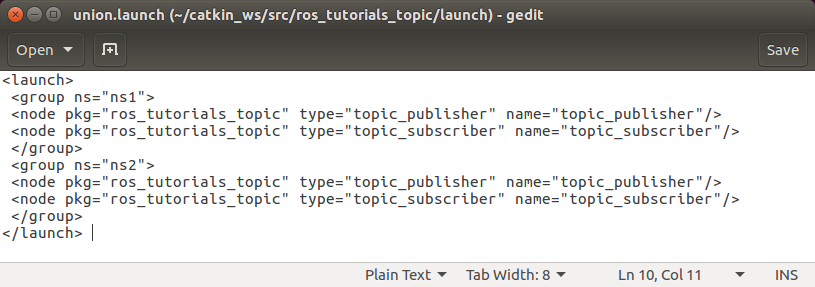 union.launch (~/catkin_ws/src/ros_tutorials_topic/launch) - gedit
Open Save
<launch>
 <group ns="ns1">
 <node pkg="ros_tutorials_topic" type="topic_publisher" name="topic_publisher"/>
 <node pkg="ros_tutorials_topic" type="topic_subscriber" name="topic_subscriber"/>
 </group>
 <group ns="ns2">
 <node pkg="ros_tutorials_topic" type="topic_publisher" name="topic_publisher"/>
 <node pkg="ros_tutorials_topic" type="topic_subscriber" name="topic_subscriber"/>
 </group>
</launch>
Plain Text Tab Width: 8 Ln 10, Col 11 INS